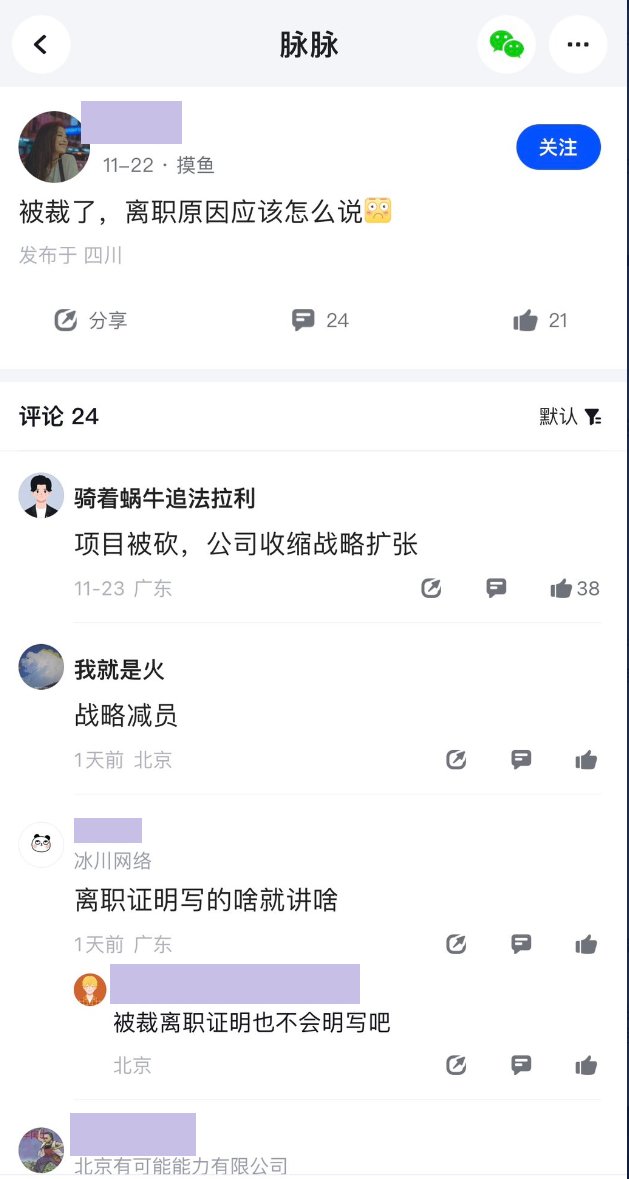 脉脉
11-22 · 摸鱼
关注
被裁了，离职原因应该怎么说
发布于 四川
分享
24
21
评论 24
默认
骑着蜗牛追法拉利
项目被砍，公司收缩战略扩张
11-23 广东
38
我就是火
战略减员
1天前 北京
冰川网络
离职证明写的啥就讲啥
1天前 广东
被裁离职证明也不会明写吧
北京
北京有可能能力有限公司